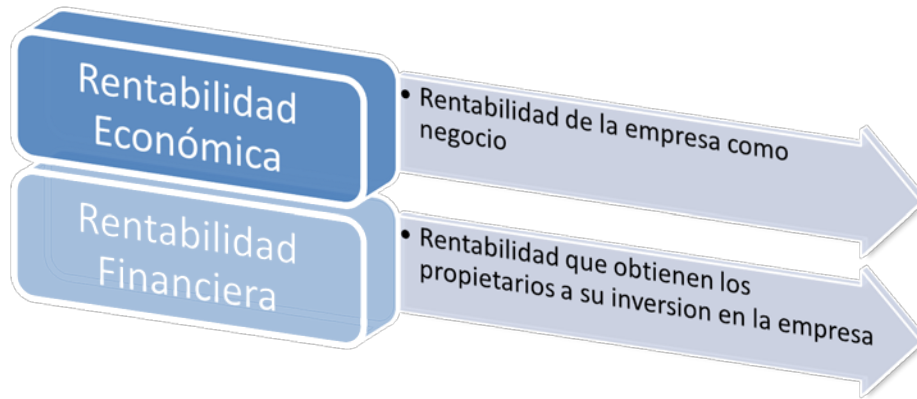 Rentabilidad
Económica
• Rentabilidad de la empresa como
negocio
Rentabilidad
Financiera
• Rentabilidad que obtienen los
propietarios a su inversion en la empresa